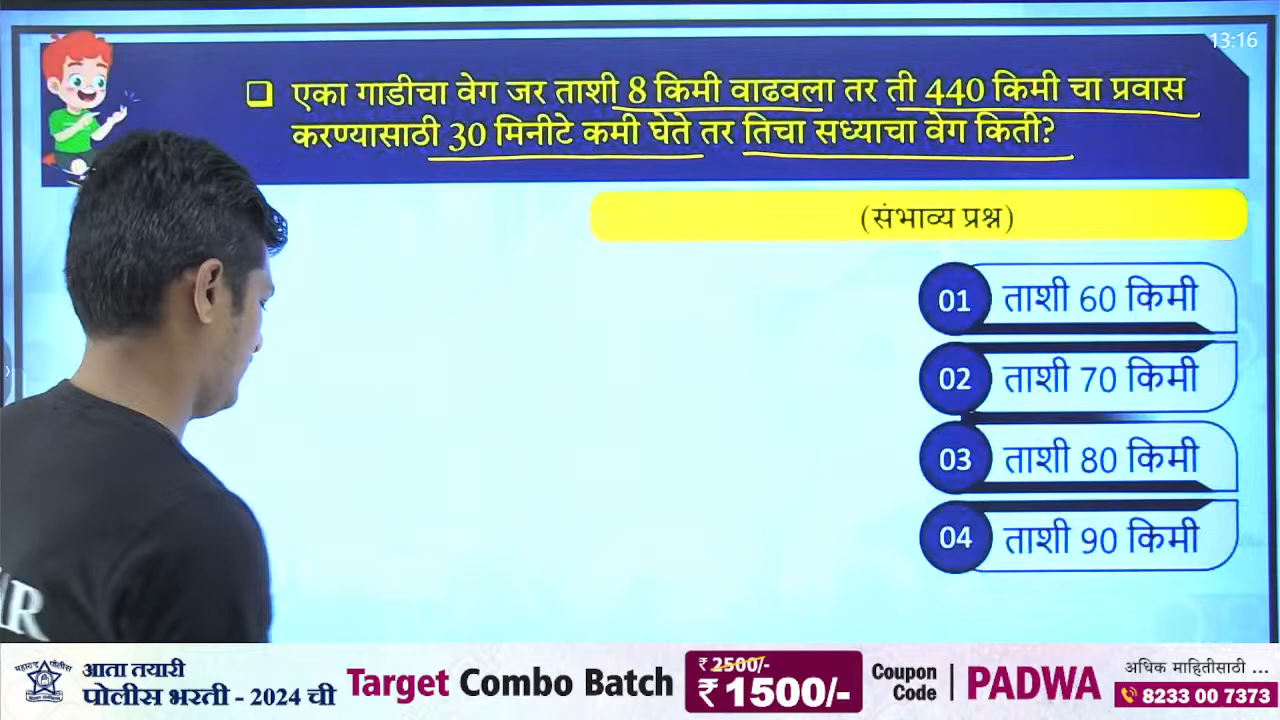 13:16
❑ एका गाडीचा वेग जर ताशी 8 किमी वाढवला तर ती 440 किमी चा प्रवास
करण्यासाठी 30 मिनीटे कमी घेते तर तिचा सध्याचा वेग किती?
(संभाव्य प्रश्न)
01 ताशी 60 किमी
02 ताशी 70 किमी
03 ताशी 80 किमी
04 ताशी 90 किमी
आता तयारी
पोलीस भरती - 2024 ची
Target Combo Batch
₹ 2500/-
₹ 1500/-
Coupon
Code
PADWA
अधिक माहितीसाठी ...
8233 00 7373